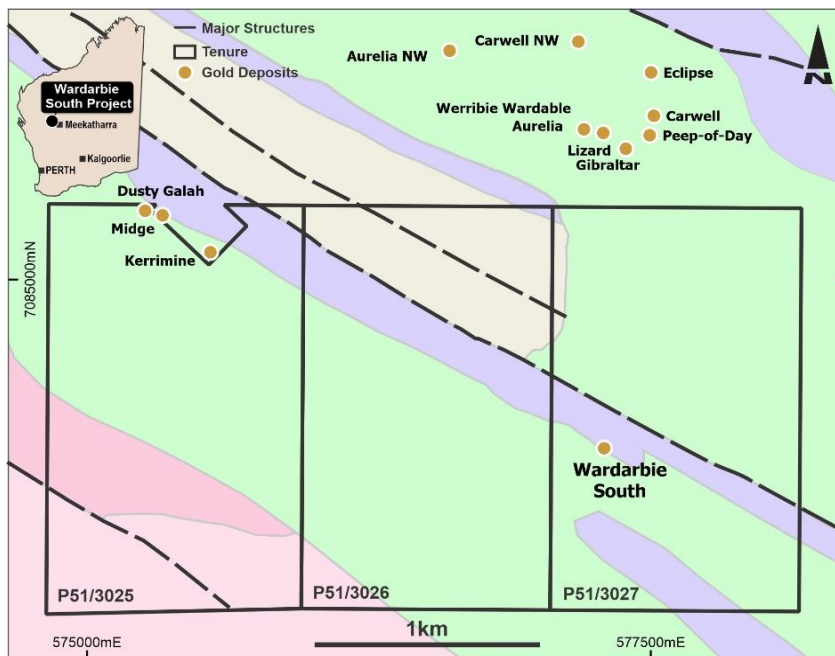 Major Structures
Tenure
Gold Deposits
Wardarbie
South Project
Meekatharra
Kalgoorlie
PERTH
Aurelia NW
Carwell NW
Eclipse
Werribie Wardable
Aurelia
Carwell
Peep-of-Day
Lizard
Gibraltar
Dusty Galah
Midge
Kerrimine
7085000mN
Wardarbie
South
P51/3025
P51/3026
P51/3027
575000mE
1km
577500mE